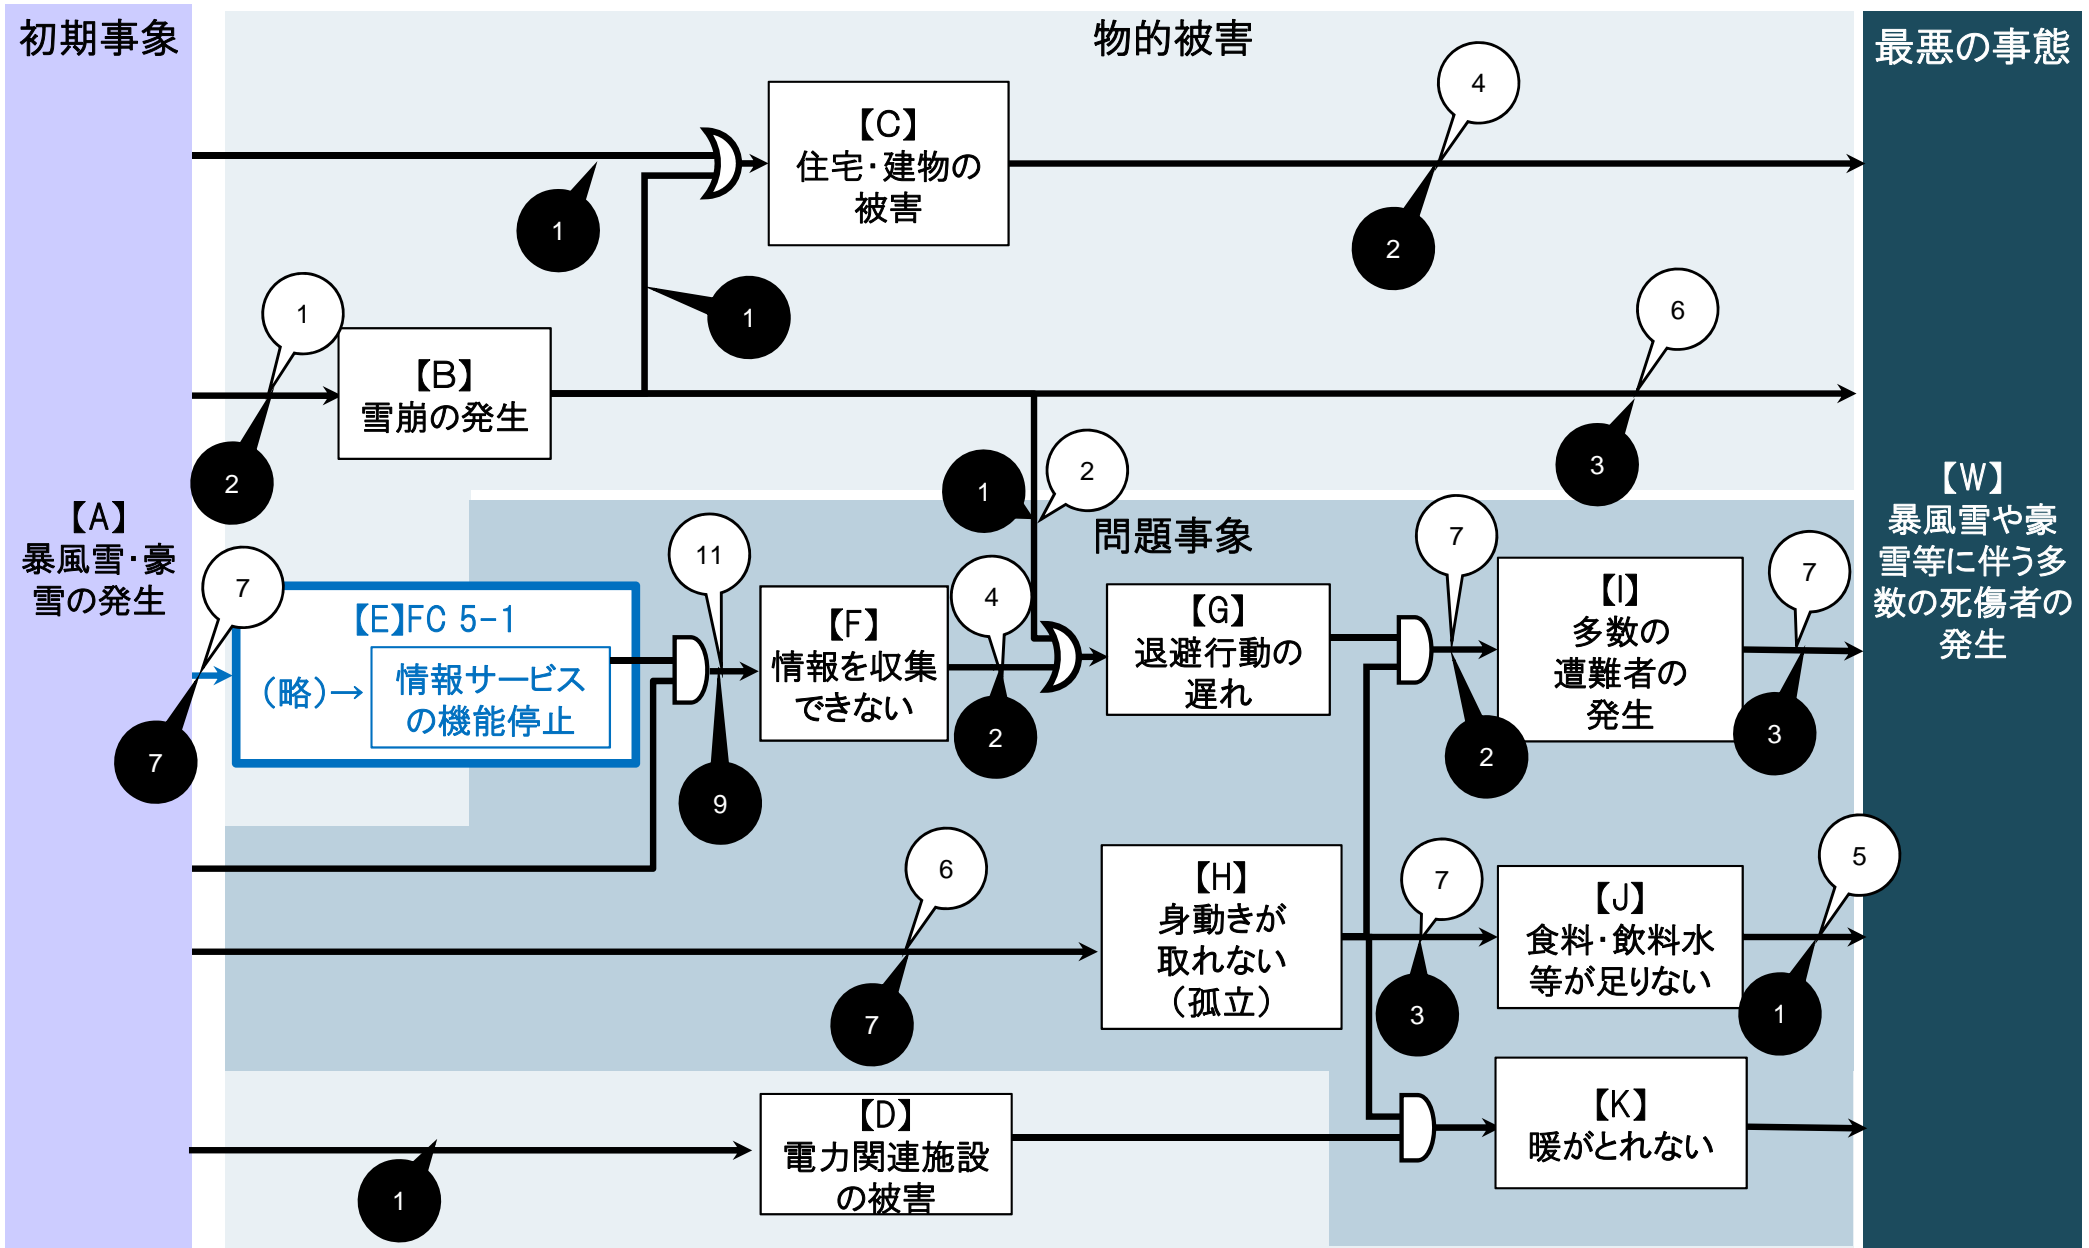 初期事象
物的被害
最悪の事態
4
【C】
住宅・建物の
被害
1
2
1
6
1
【B】
雪崩の発生
2
3
1
2
【A】
暴風雪・豪
雪の発生
【W】
暴風雪や豪
雪等に伴う多
数の死傷者の
発生
問題事象
7
【E】FC 5-1
(略)→
情報サービス
の機能停止
7
11
9
【F】
情報を収集
できない
4
2
【G】
退避行動の
遅れ
7
2
【I】
多数の
遭難者の
発生
7
3
6
7
【H】
身動きが
取れない
(孤立)
7
3
【J】
食料・飲料水
等が足りない
5
1
1
【D】
電力関連施設
の被害
【K】
暖がとれない